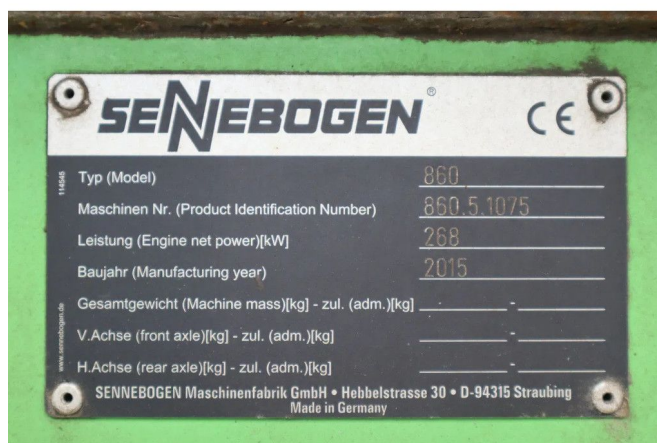 SENNEBOGEN®
CE
114545
Typ (Model) 860
Maschinen Nr. (Product Identification Number) 860.5.1075
Leistung (Engine net power)[kW] 268
Baujahr (Manufacturing year) 2015
Gesamtgewicht (Machine mass)[kg] - zul. (adm.)[kg] -
V.Achse (front axle)[kg] - zul. (adm.)[kg] -
H.Achse (rear axle)[kg] - zul. (adm.)[kg] -
www.sennebogen.de
SENNEBOGEN Maschinenfabrik GmbH • Hebbelstrasse 30 • D-94315 Straubing
Made in Germany